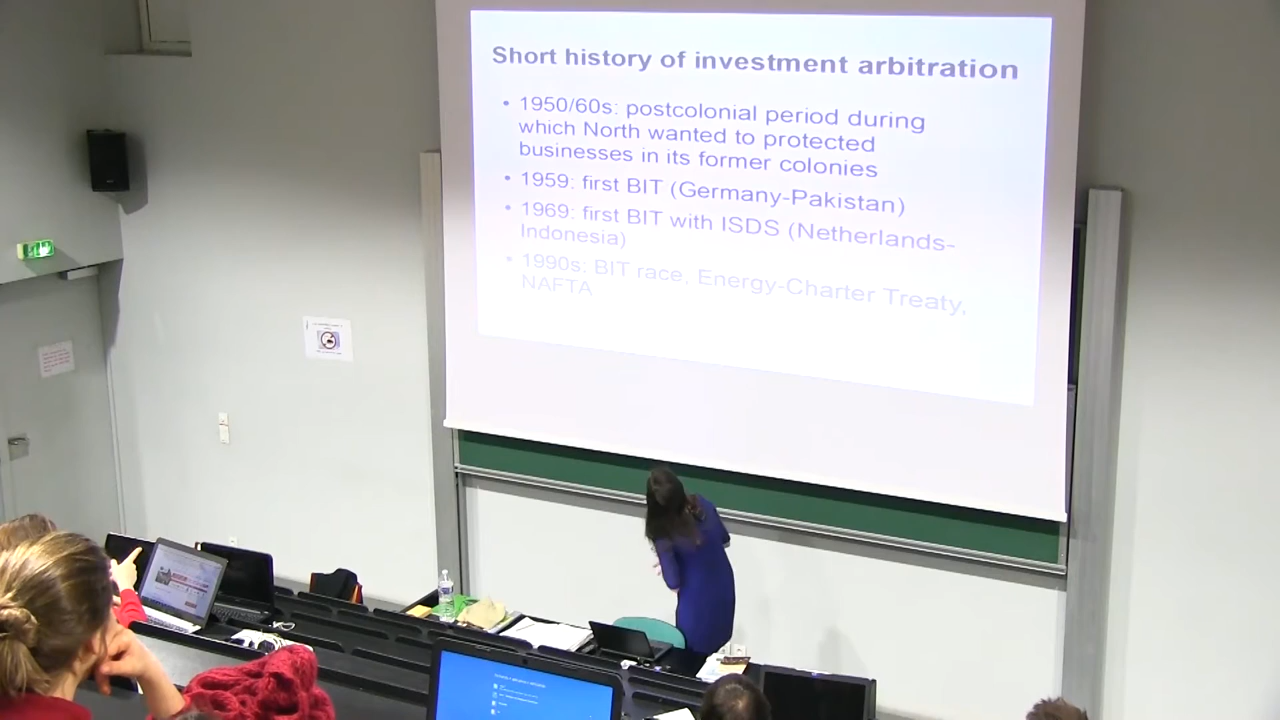 Short history of investment arbitration
• 1950/60s: postcolonial period during
which North wanted to protected
businesses in its former colonies
• 1959: first BIT (Germany-Pakistan)
• 1969: first BIT with ISDS (Netherlands-
Indonesia)
• 1990s: BIT race, Energy-Charter Treaty,
NAFTA